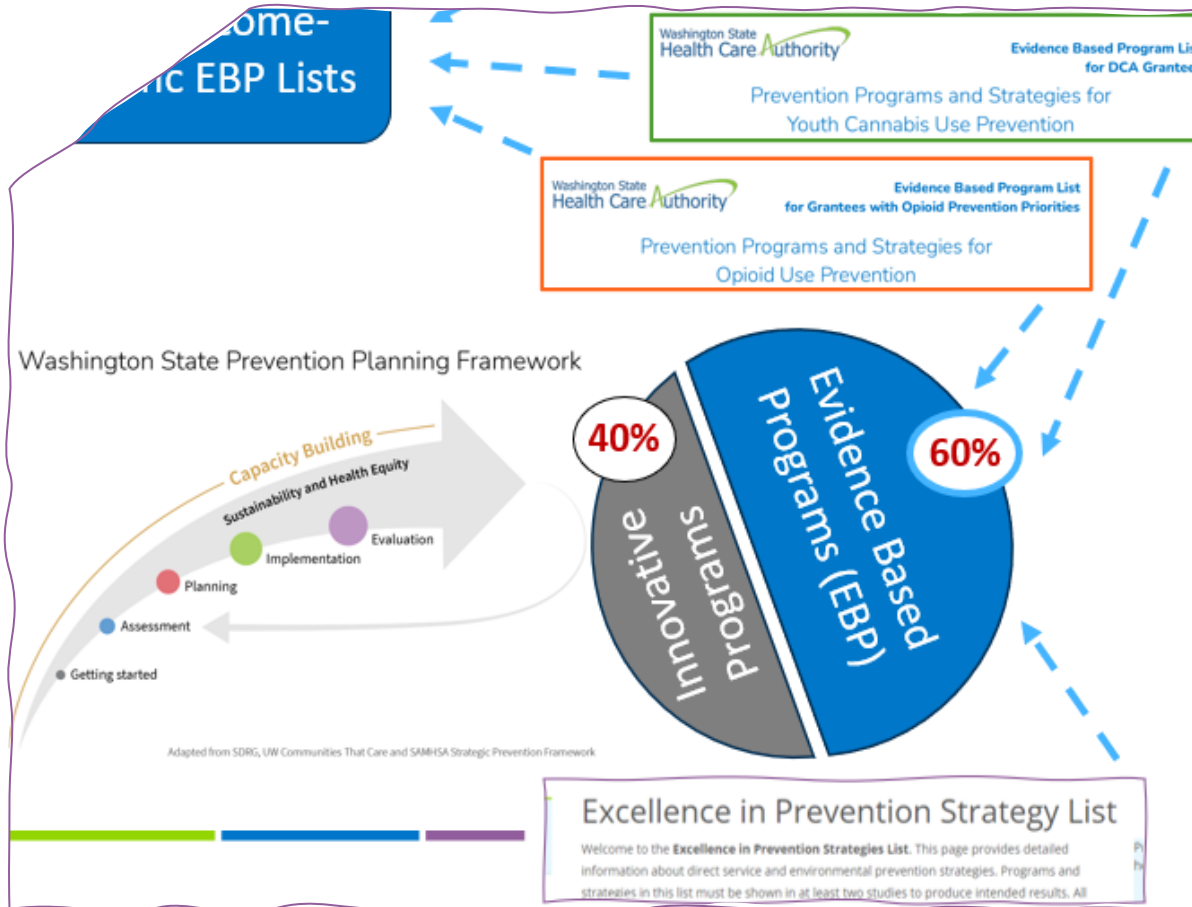 EBP Lists
Washington State
Health Care Authority
Evidence Based Program
for DCA
Prevention Programs and Strategies for
Youth Cannabis Use Prevention
Washington State
Health Care Authority
Evidence Based Program List
for Grantees with Opioid Prevention Priorities
Prevention Programs and Strategies for
Opioid Use Prevention
Washington State Prevention Planning Framework
Capacity Building
Sustainability and Health Equity
Evaluation
Implementation
Planning
Assessment
Getting started
Adapted from SDRG, UW Communities That Care and SAMHSA Strategic Prevention Framework
40%
Innovative
Programs
60%
Evidence Based
Programs (EBP)
Excellence in Prevention Strategy List
Welcome to the Excellence in Prevention Strategies List. This page provides detailed
information about direct service and environmental prevention strategies. Programs and
strategies in this list must be shown in at least two studies to produce intended results. All